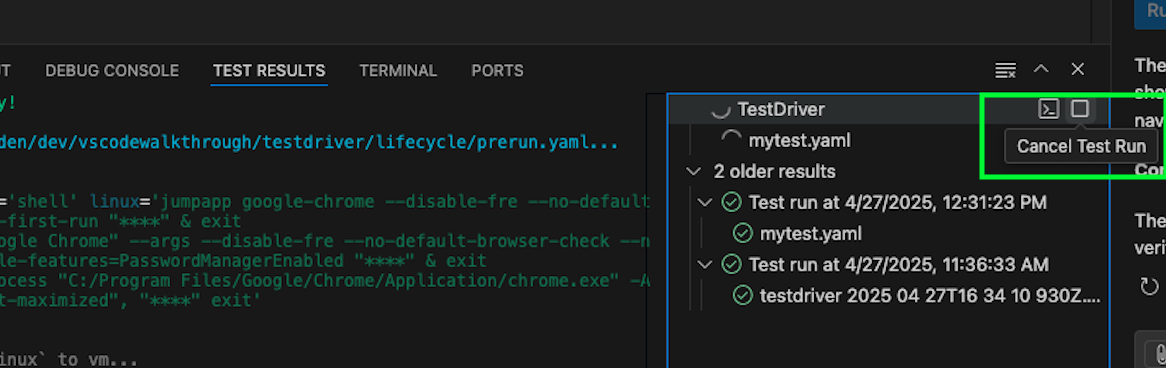 Ru
UT DEBUG CONSOLE TEST RESULTS TERMINAL PORTS
The
sho
nav
y!
den/dev/vscodewalkthrough/testdriver/lifecycle/prerun.yaml...
='shell' linux='jumpapp google-chrome --disable-fre --no-default
-first-run "****" & exit
ogle Chrome" --args --disable-fre --no-default-browser-check --n
le-features=PasswordManagerEnabled "****" & exit
ocess "C:/Program Files/Google/Chrome/Application/chrome.exe" -A
t-maximized", "****" exit'
inux` to vm...
TestDriver
mytest.yaml
Cancel Test Run
2 older results
Test run at 4/27/2025, 12:31:23 PM
mytest.yaml
Test run at 4/27/2025, 11:36:33 AM
testdriver 2025 04 27T16 34 10 930Z....
Con
The
veri